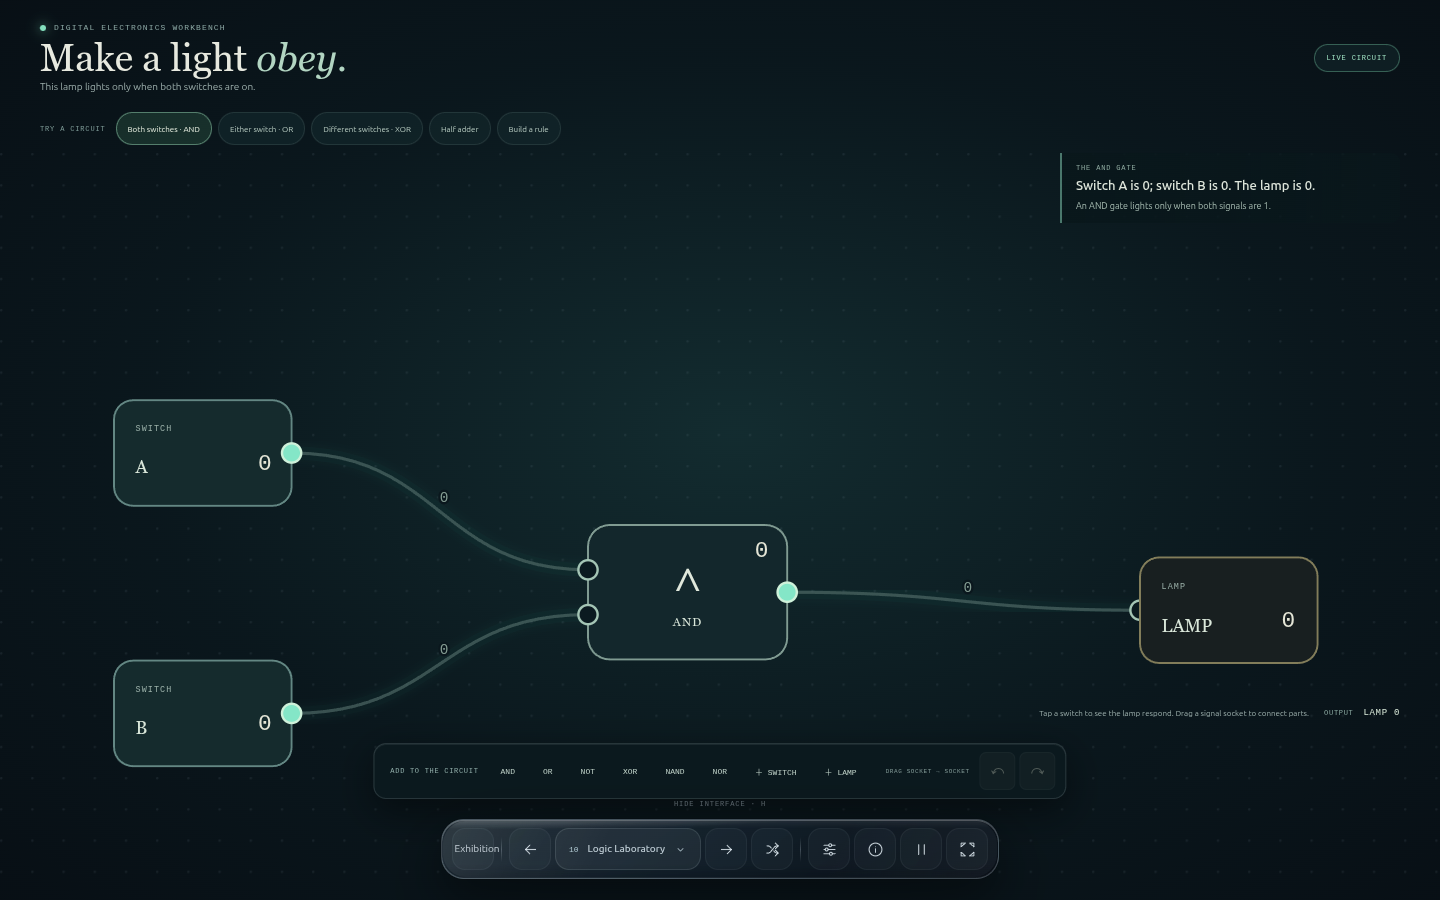 DIGITAL ELECTRONICS WORKBENCH
Make a light obey.
This lamp lights only when both switches are on.
LIVE CIRCUIT
TRY A CIRCUIT
Both switches · AND
Either switch · OR
Different switches · XOR
Half adder
Build a rule
THE AND GATE
Switch A is 0; switch B is 0. The lamp is 0.
An AND gate lights only when both signals are 1.
SWITCH
A 0
0
0
∧
AND
0
LAMP
LAMP 0
0
SWITCH
B 0
Tap a switch to see the lamp respond. Drag a signal socket to connect parts.
OUTPUT LAMP 0
ADD TO THE CIRCUIT
AND
OR
NOT
XOR
NAND
NOR
+ SWITCH
+ LAMP
DRAG SOCKET — SOCKET
HIDE INTERFACE · H
Exhibition
10 Logic Laboratory